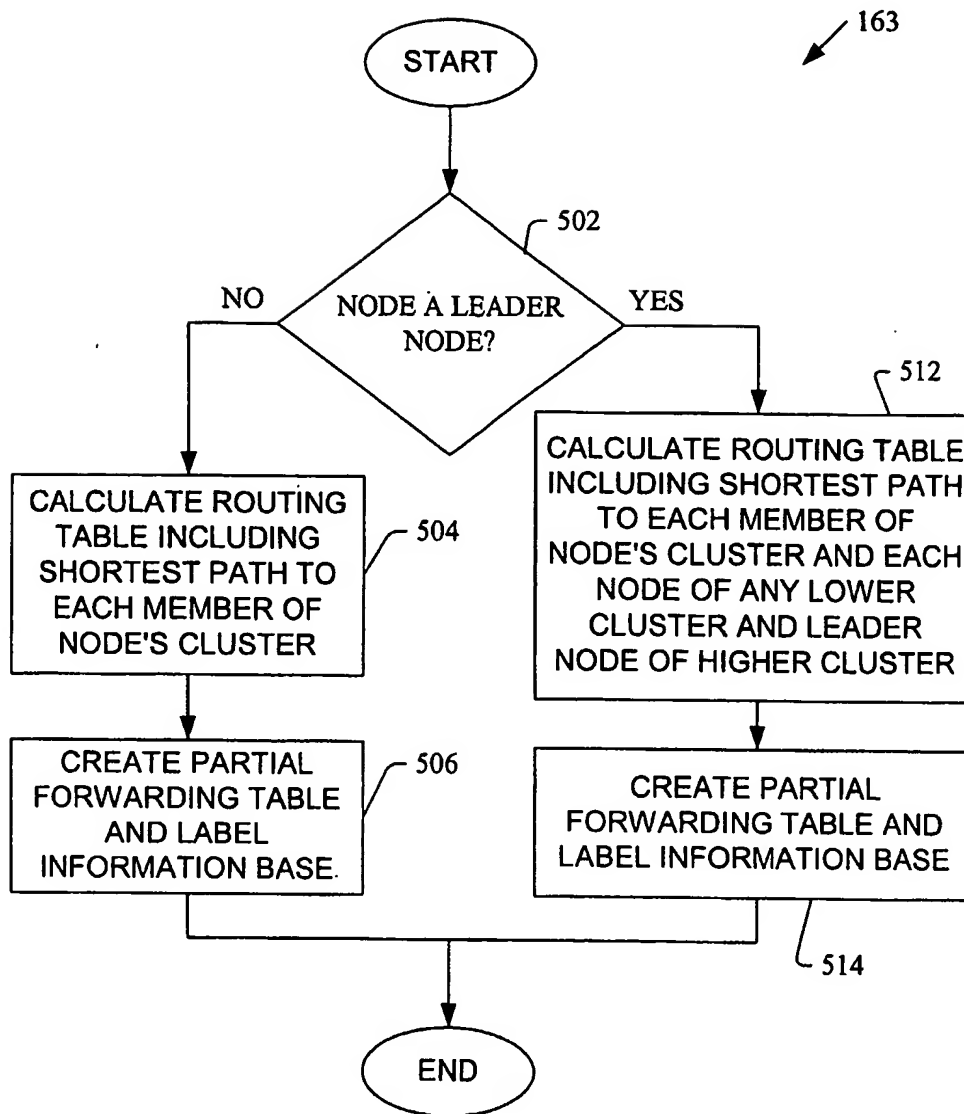 163
START
502
NO
YES
NODE A LEADER
NODE?
512
CALCULATE ROUTING
TABLE INCLUDING
SHORTEST PATH TO
EACH MEMBER OF
NODE'S CLUSTER
504
CALCULATE ROUTING TABLE
INCLUDING SHORTEST PATH
TO EACH MEMBER OF
NODE'S CLUSTER AND EACH
NODE OF ANY LOWER
CLUSTER AND LEADER
NODE OF HIGHER CLUSTER
CREATE PARTIAL
FORWARDING TABLE
AND LABEL
INFORMATION BASE.
506
CREATE PARTIAL
FORWARDING TABLE AND
LABEL INFORMATION BASE
514
END